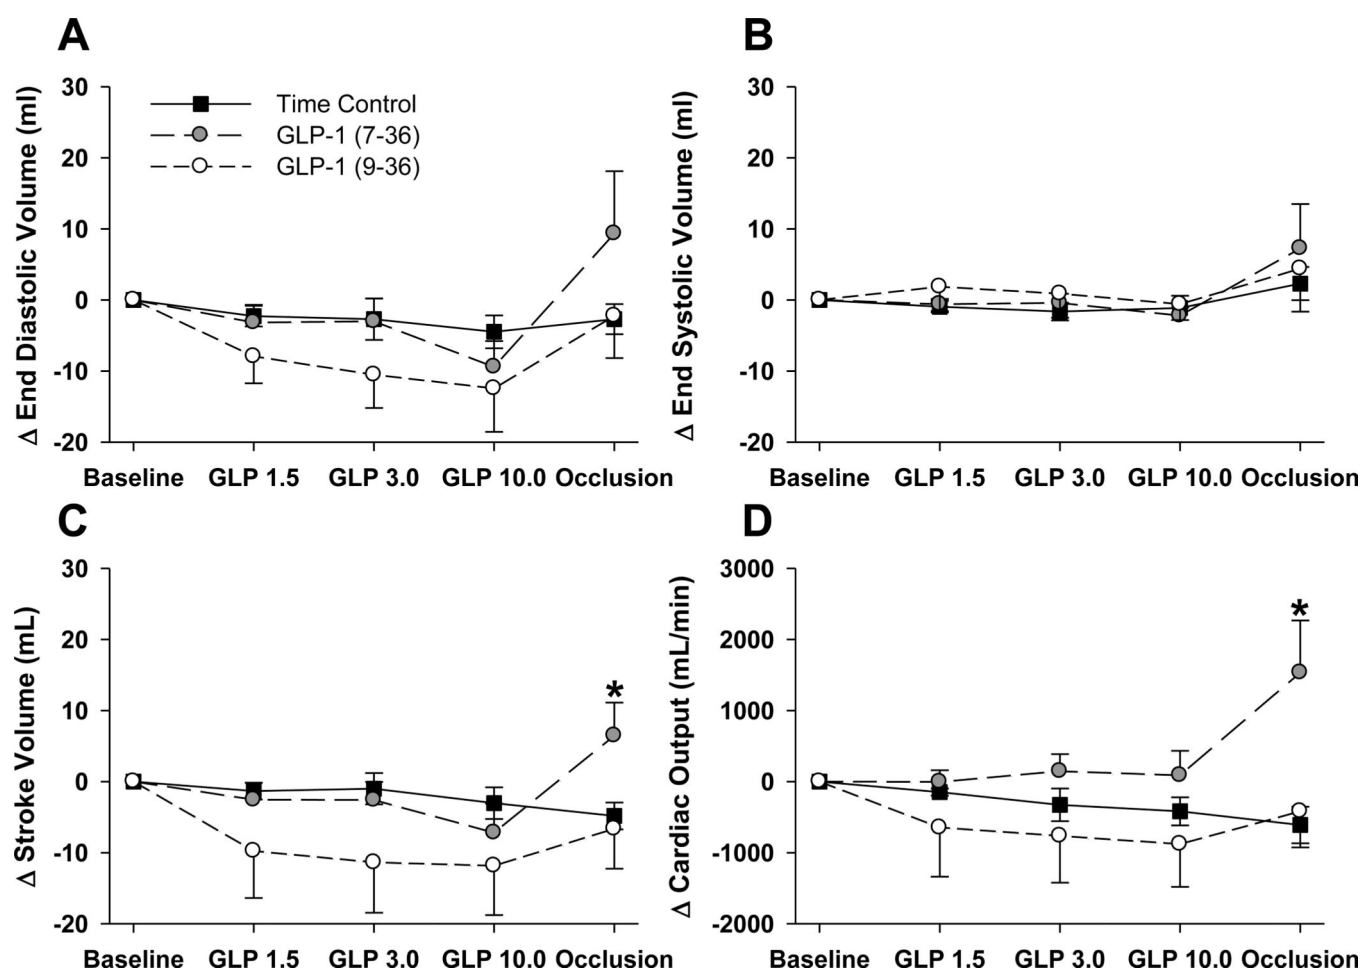 A
Δ End Diastolic Volume (ml)
30
20
10
0
-10
-20
Time Control
GLP-1 (7-36)
GLP-1 (9-36)
Baseline GLP 1.5 GLP 3.0 GLP 10.0 Occlusion
B
Δ End Systolic Volume (ml)
30
20
10
0
-10
-20
Baseline GLP 1.5 GLP 3.0 GLP 10.0 Occlusion
C
Δ Stroke Volume (mL)
30
20
10
0
-10
-20
*
Baseline GLP 1.5 GLP 3.0 GLP 10.0 Occlusion
D
Δ Cardiac Output (mL/min)
3000
2000
1000
0
-1000
-2000
*
Baseline GLP 1.5 GLP 3.0 GLP 10.0 Occlusion